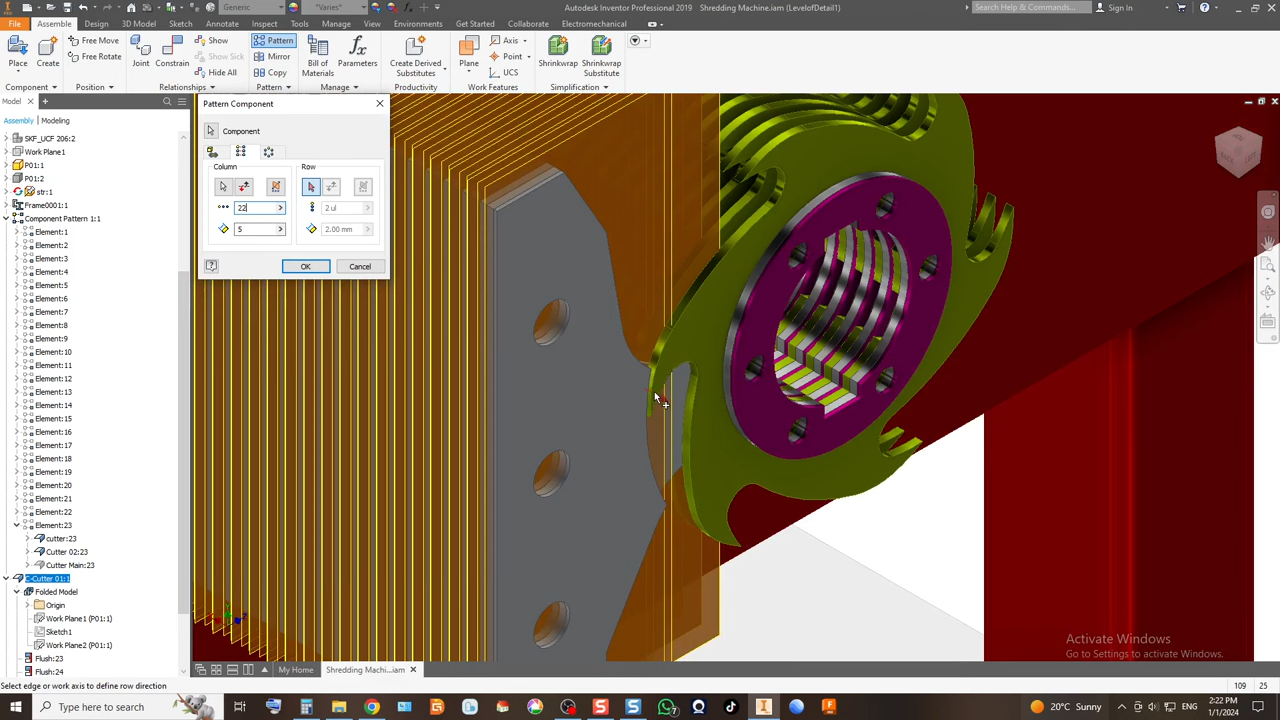 Generic
"Varies"
Autodesk Inventor Professional 2019   Shredding Machine.iam (LevelofDetail1)
Search Help & Commands...
Sign In
File
Assemble
Design
3D Model
Sketch
Annotate
Inspect
Tools
Manage
View
Environments
Get Started
Collaborate
Electromechanical
Place
Create
Free Move
Free Rotate
Joint
Constrain
Show
Show Sick
Hide All
Pattern
Mirror
Copy
Bill of
Materials
Parameters
Create Derived
Substitutes
Plane
Axis
Point
UCS
Shrinkwrap
Shrinkwrap
Substitute
Component
Position
Relationships
Pattern
Manage
Productivity
Work Features
Simplification
Model
Assembly
Modeling
SKF_UCF 206:2
Work Plane1
P01:1
P01:2
str:1
Frame0001:1
Component Pattern 1:1
Element:1
Element:2
Element:3
Element:4
Element:5
Element:6
Element:7
Element:8
Element:9
Element:10
Element:11
Element:12
Element:13
Element:14
Element:15
Element:16
Element:17
Element:18
Element:19
Element:20
Element:21
Element:22
Element:23
cutter:23
Cutter 02:23
Cutter Main:23
C-Cutter 01:1
Folded Model
Origin
Work Plane1 (P01:1)
Sketch1
Work Plane2 (P01:1)
Flush:23
Flush:24
Pattern Component
Component
Column
Row
22
2 ul
5
2.00 mm
OK
Cancel
My Home
Shredding Machi...iam
Activate Windows
Go to Settings to activate Windows.
Select edge or work axis to define row direction
109
25
Type here to search
20°C Sunny
2:22 PM
1/1/2024